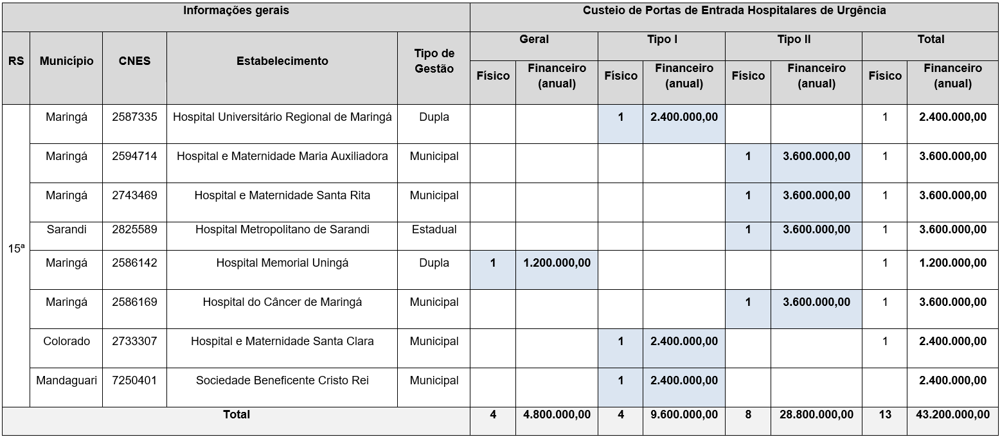 Informações gerais
Custeio de Portas de Entrada Hospitalares de Urgência
RS Município CNES Estabelecimento Tipo de Gestão
Geral Tipo I Tipo II Total
Físico Financeiro (anual) Físico Financeiro (anual) Físico Financeiro (anual) Físico Financeiro (anual)
15ª
Maringá 2587335 Hospital Universitário Regional de Maringá Dupla 1 2.400.000,00 1 2.400.000,00
Maringá 2594714 Hospital e Maternidade Maria Auxiliadora Municipal 1 3.600.000,00 1 3.600.000,00
Maringá 2743469 Hospital e Maternidade Santa Rita Municipal 1 3.600.000,00 1 3.600.000,00
Sarandi 2825589 Hospital Metropolitano de Sarandi Estadual 1 3.600.000,00 1 3.600.000,00
Maringá 2586142 Hospital Memorial Uningá Dupla 1 1.200.000,00 1 1.200.000,00
Maringá 2586169 Hospital do Câncer de Maringá Municipal 1 3.600.000,00 1 3.600.000,00
Colorado 2733307 Hospital e Maternidade Santa Clara Municipal 1 2.400.000,00 1 2.400.000,00
Mandaguari 7250401 Sociedade Beneficente Cristo Rei Municipal 1 2.400.000,00 2.400.000,00
Total 4 4.800.000,00 4 9.600.000,00 8 28.800.000,00 13 43.200.000,00